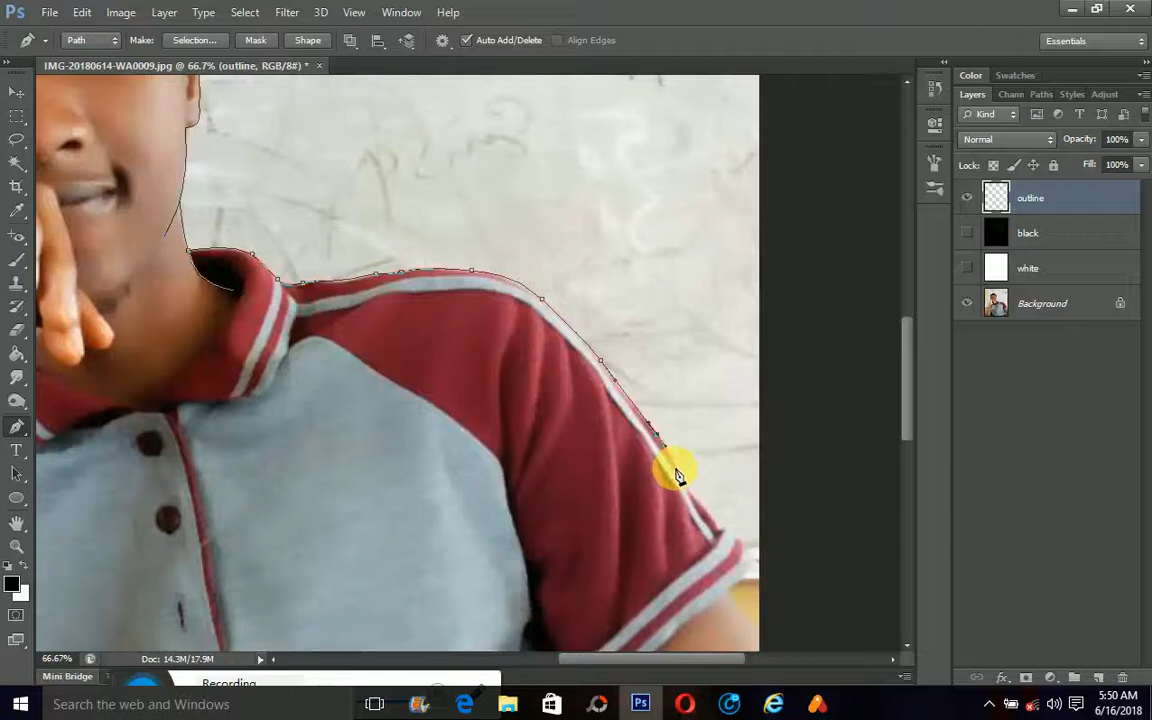 Ps File Edit Image Layer Type Select Filter 3D View Window Help
Path Make: Selection... Mask Shape Auto Add/Delete Align Edges Essentials
IMG-20180614-WA0009.jpg @ 66.7% (outline, RGB/8#) * ×
Color Swatches
Layers Chann Paths Styles Adjust
Kind
Normal Opacity: 100%
Lock: Fill: 100%
outline
black
white
Background
66.67% Doc: 14.3M/17.9M
Mini Bridge
Recording
Search the web and Windows
5:50 AM
6/16/2018